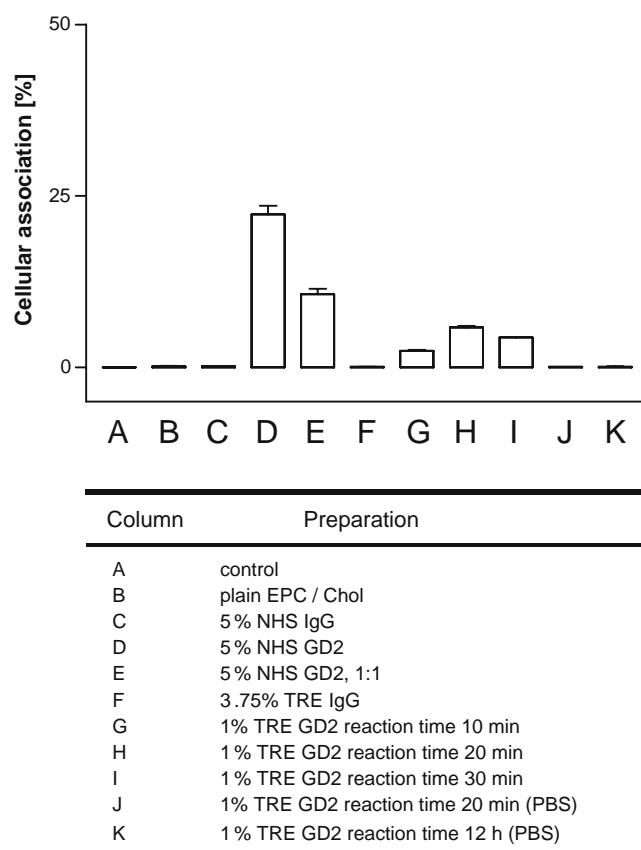 50
25
0
Cellular association [%]
A B C D E F G H I J K
Column Preparation
A control
B plain EPC / Chol
C 5% NHS IgG
D 5% NHS GD2
E 5% NHS GD2, 1:1
F 3.75% TRE IgG
G 1% TRE GD2 reaction time 10 min
H 1% TRE GD2 reaction time 20 min
I 1% TRE GD2 reaction time 30 min
J 1% TRE GD2 reaction time 20 min (PBS)
K 1% TRE GD2 reaction time 12 h (PBS)